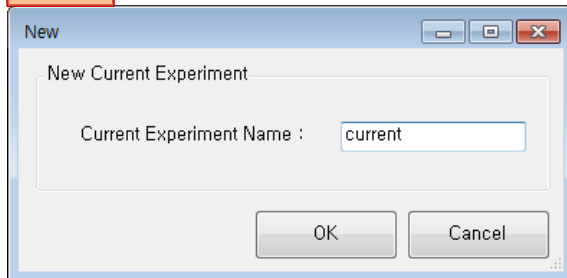 New
New Current Experiment
Current Experiment Name :
current
OK
Cancel